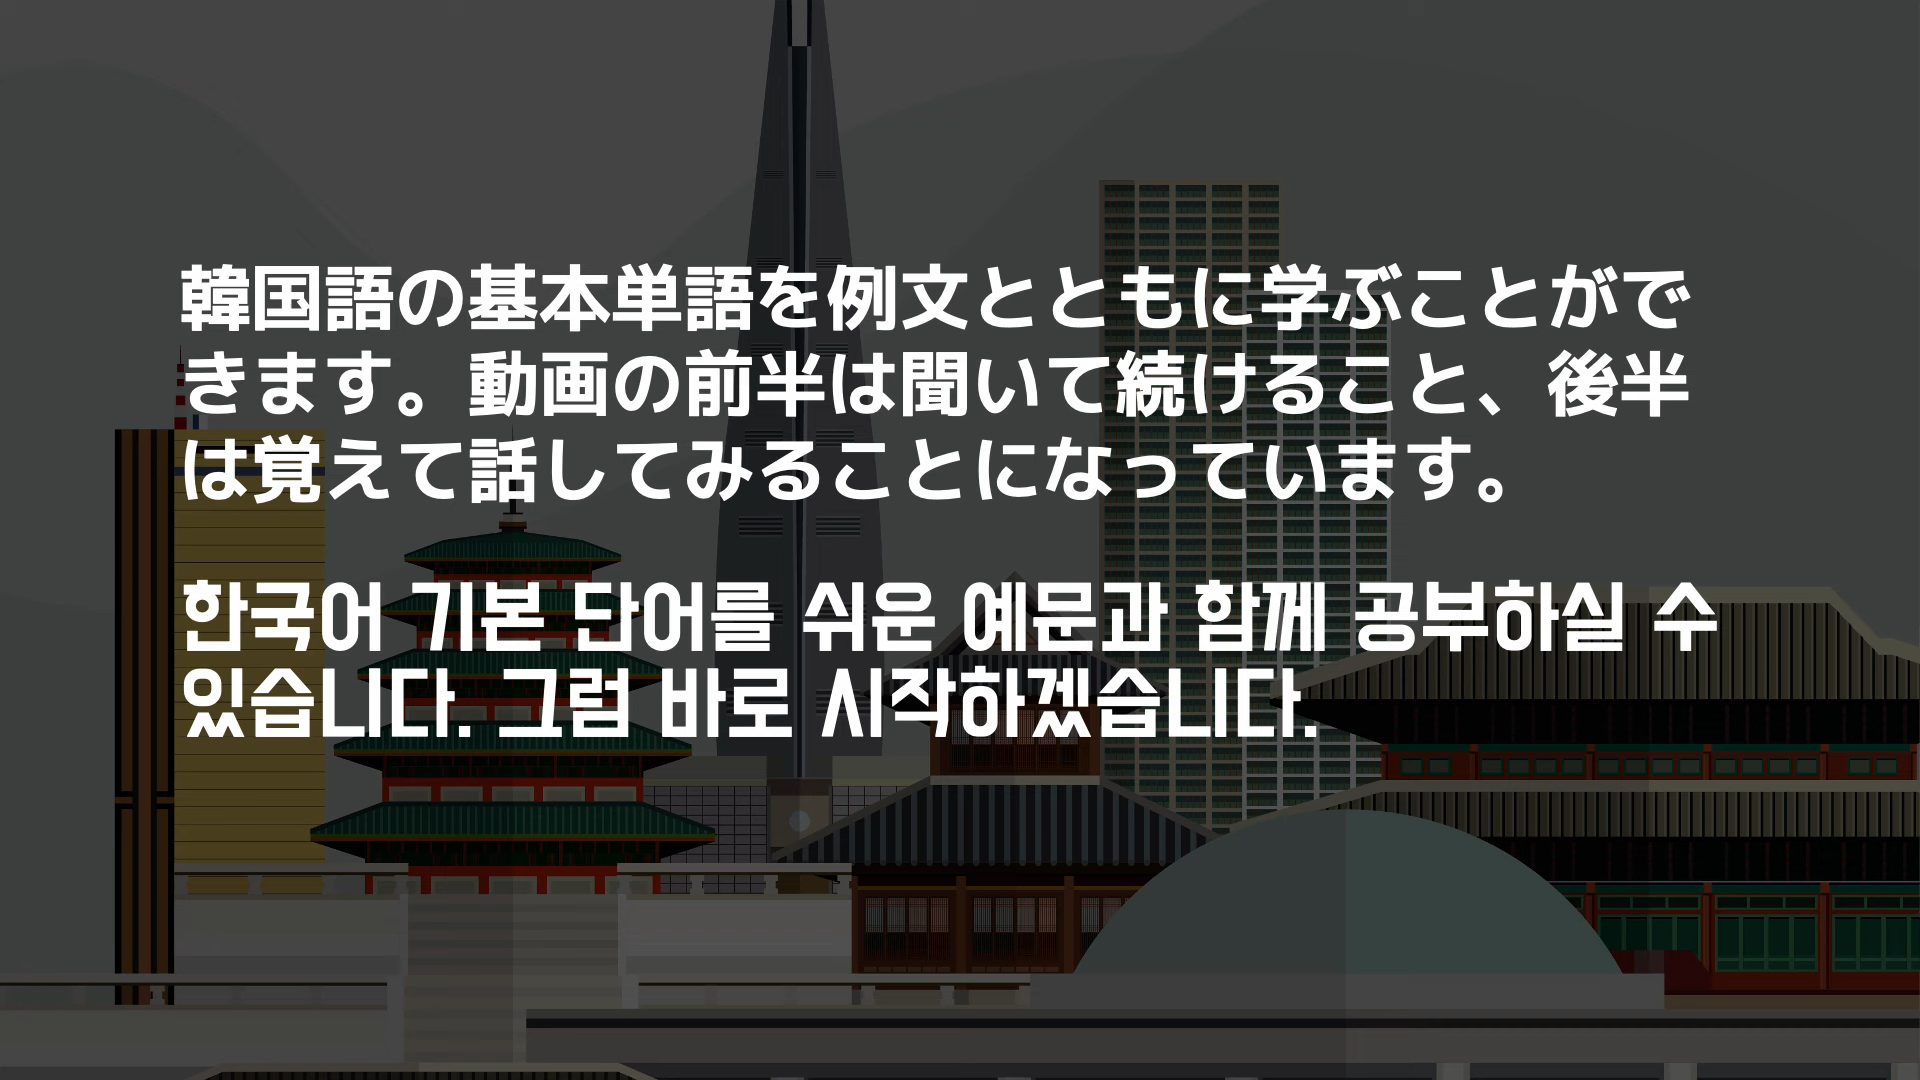 韓国語の基本単語を例文とともに学ぶことがで
きます。動画の前半は聞いて続けること、後半
は覚えて話してみることになっています。
한국어 기본 단어를 쉬운 예문과 함께 공부하실 수
있습니다. 그럼 바로 시작하겠습니다.